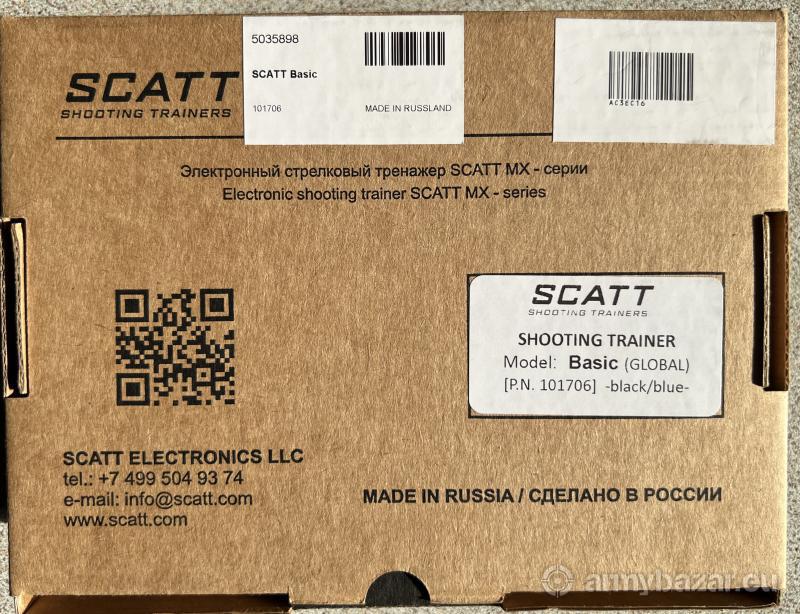 5035898
SCATT Basic
101706 MADE IN RUSSLAND
AC3EC16
SCATT
SHOOTING TRAINERS
Электронный стрелковый тренажер SCATT MX - серии
Electronic shooting trainer SCATT MX - series
SCATT
SHOOTING TRAINERS
SHOOTING TRAINER
Model: Basic (GLOBAL)
[P.N. 101706] -black/blue-
SCATT ELECTRONICS LLC
tel.: +7 499 504 93 74
e-mail: info@scatt.com
www.scatt.com
MADE IN RUSSIA / СДЕЛАНО В РОССИИ
armybazar.eu